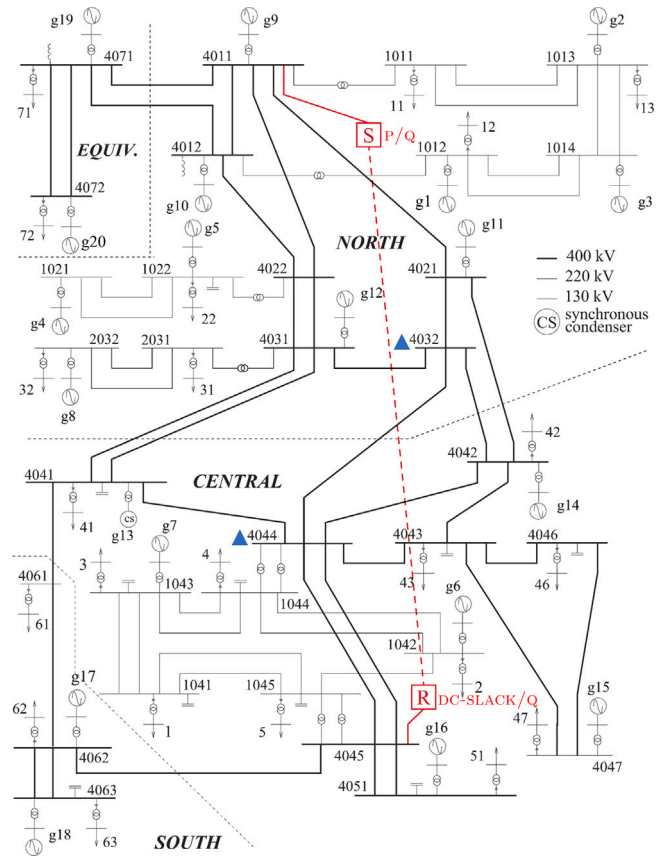 g19
g9
g2
4071
4011
1011
1013
71
11
13
S P/Q
12
EQUIV.
4012
1012
1014
4072
g10
g1
g3
72
g20
g5
NORTH
g11
1021
1022
4022
4021
400 kV
220 kV
130 kV
CS synchronous
condenser
g12
g4
22
2032
2031
4031
4032
32
g8
31
42
CENTRAL
4041
4042
41
cs
g13
g7
4044
g14
4043
4046
3
4
4061
1043
1044
43
g6
46
61
1042
g17
1041
1045
2
R DC-SLACK/Q
g15
62
1
5
47
g16
51
4062
4045
4047
4063
4051
g18
63
SOUTH